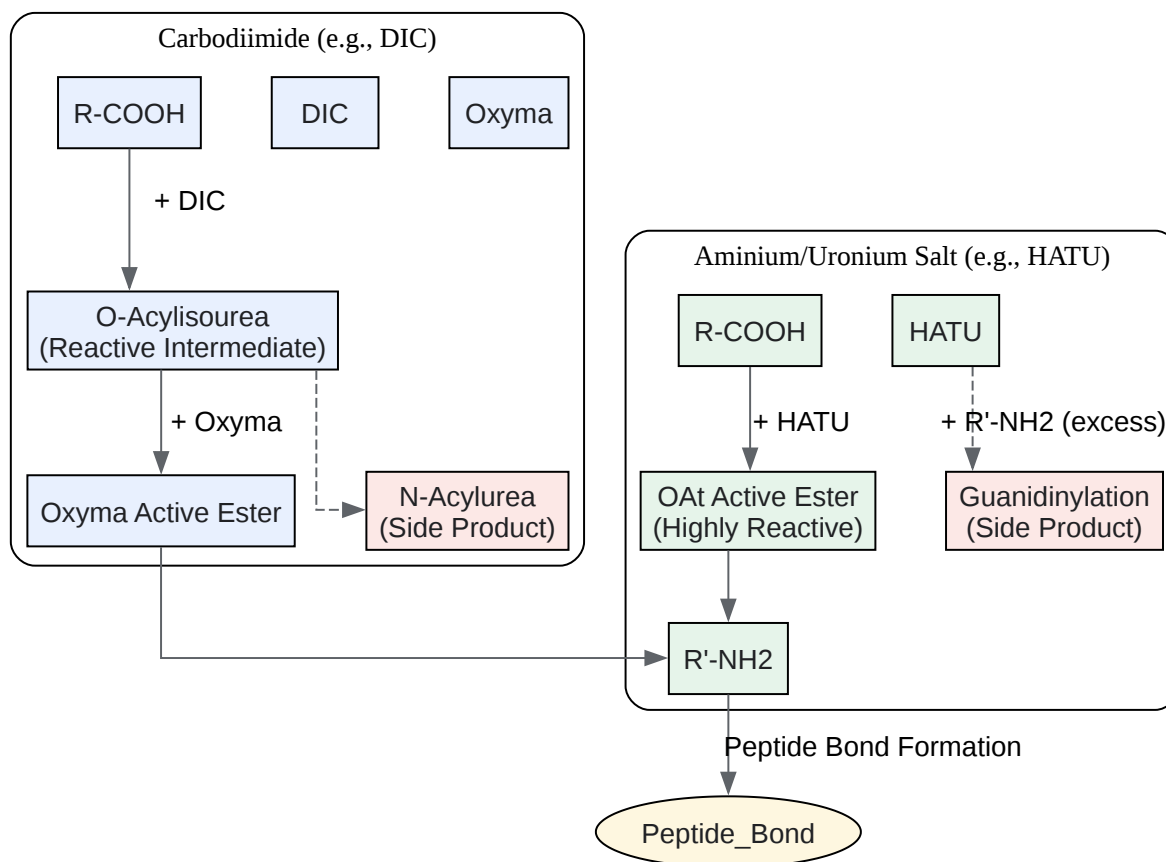 Carbodiimide (e.g., DIC)
R-COOH
DIC
Oxyma
+ DIC
O-Acylisourea
(Reactive Intermediate)
+ Oxyma
Oxyma Active Ester
N-Acylurea
(Side Product)
Aminium/Uronium Salt (e.g., HATU)
R-COOH
HATU
+ HATU
+ R'-NH2 (excess)
OAt Active Ester
(Highly Reactive)
Guanidinylation
(Side Product)
R'-NH2
Peptide Bond Formation
Peptide_Bond